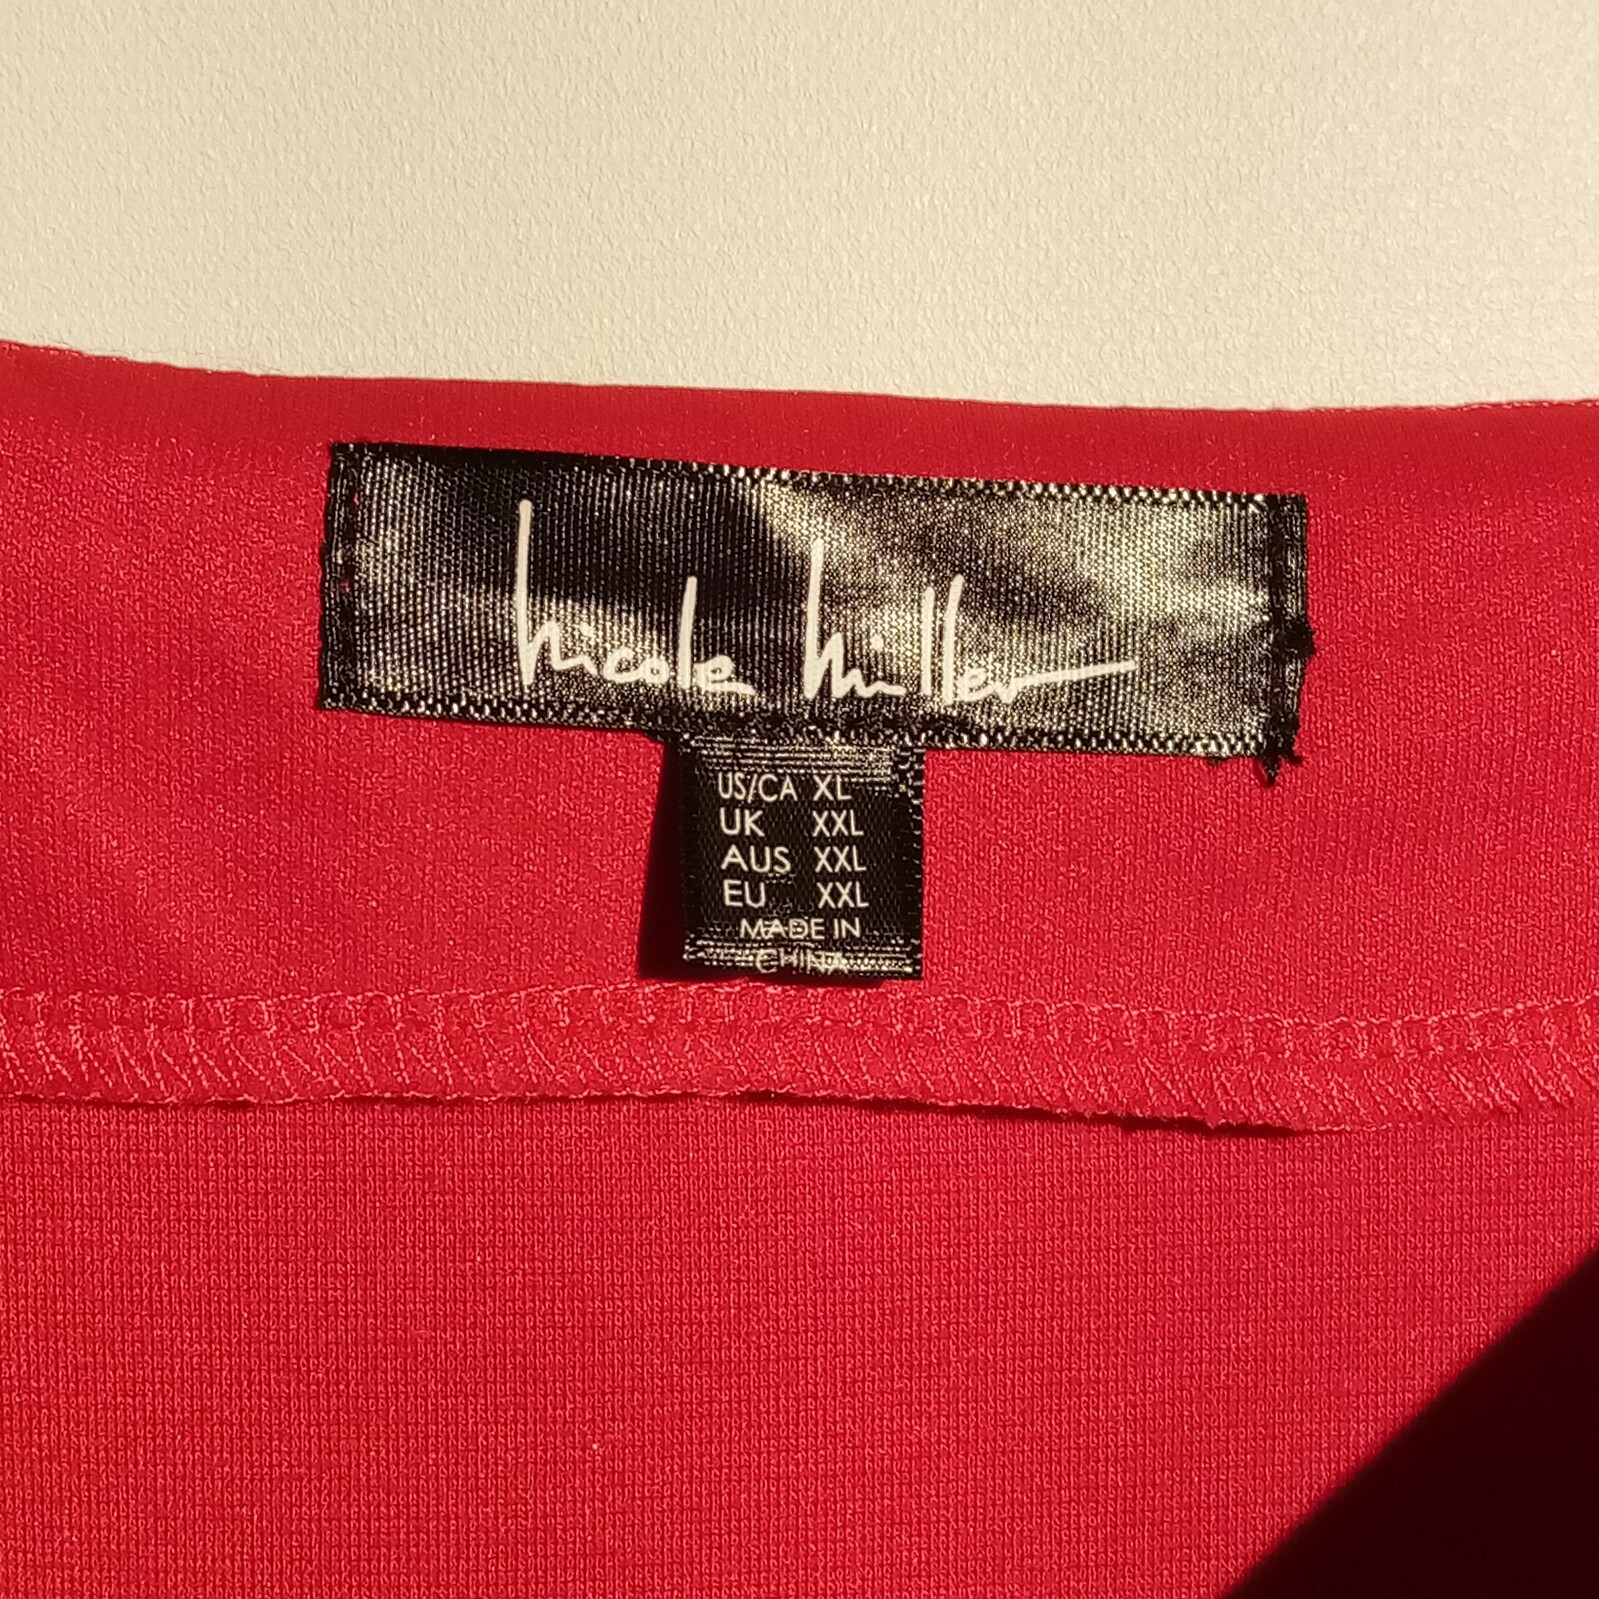 nicole miller
US/CA XL
UK XXL
AUS XXL
EU XXL
MADE IN
CHINA